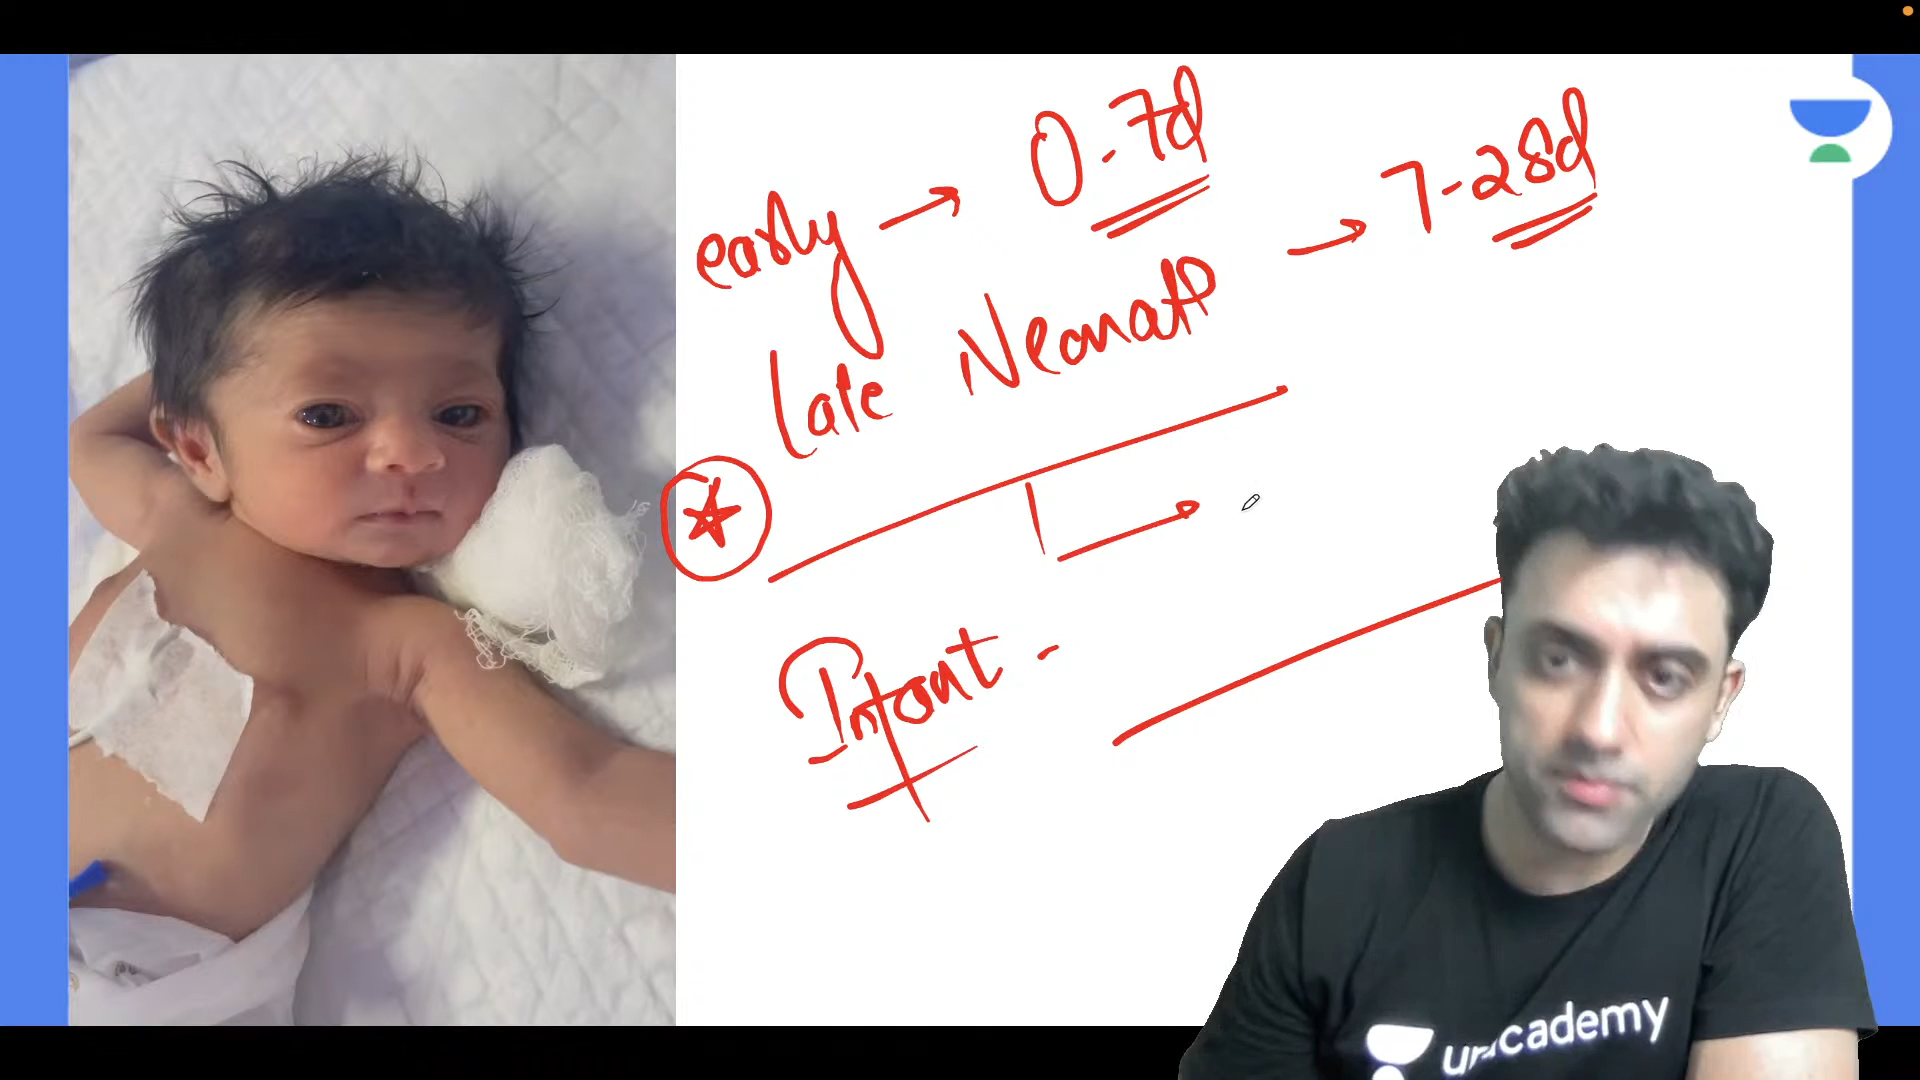 early → 0-7d
Late Neonate → 7-28d
Infant -
unacademy